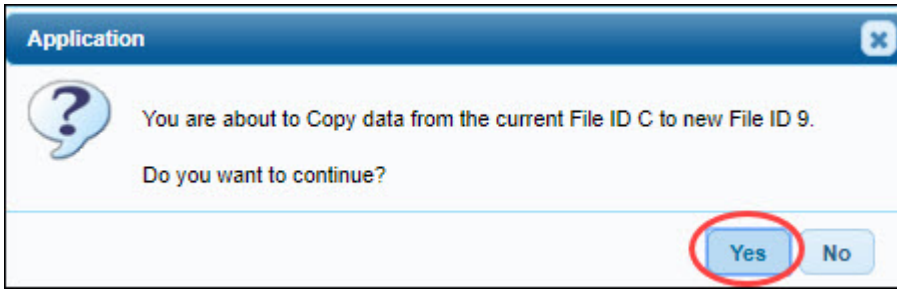 Application
You are about to Copy data from the current File ID C to new File ID 9.
Do you want to continue?
Yes No